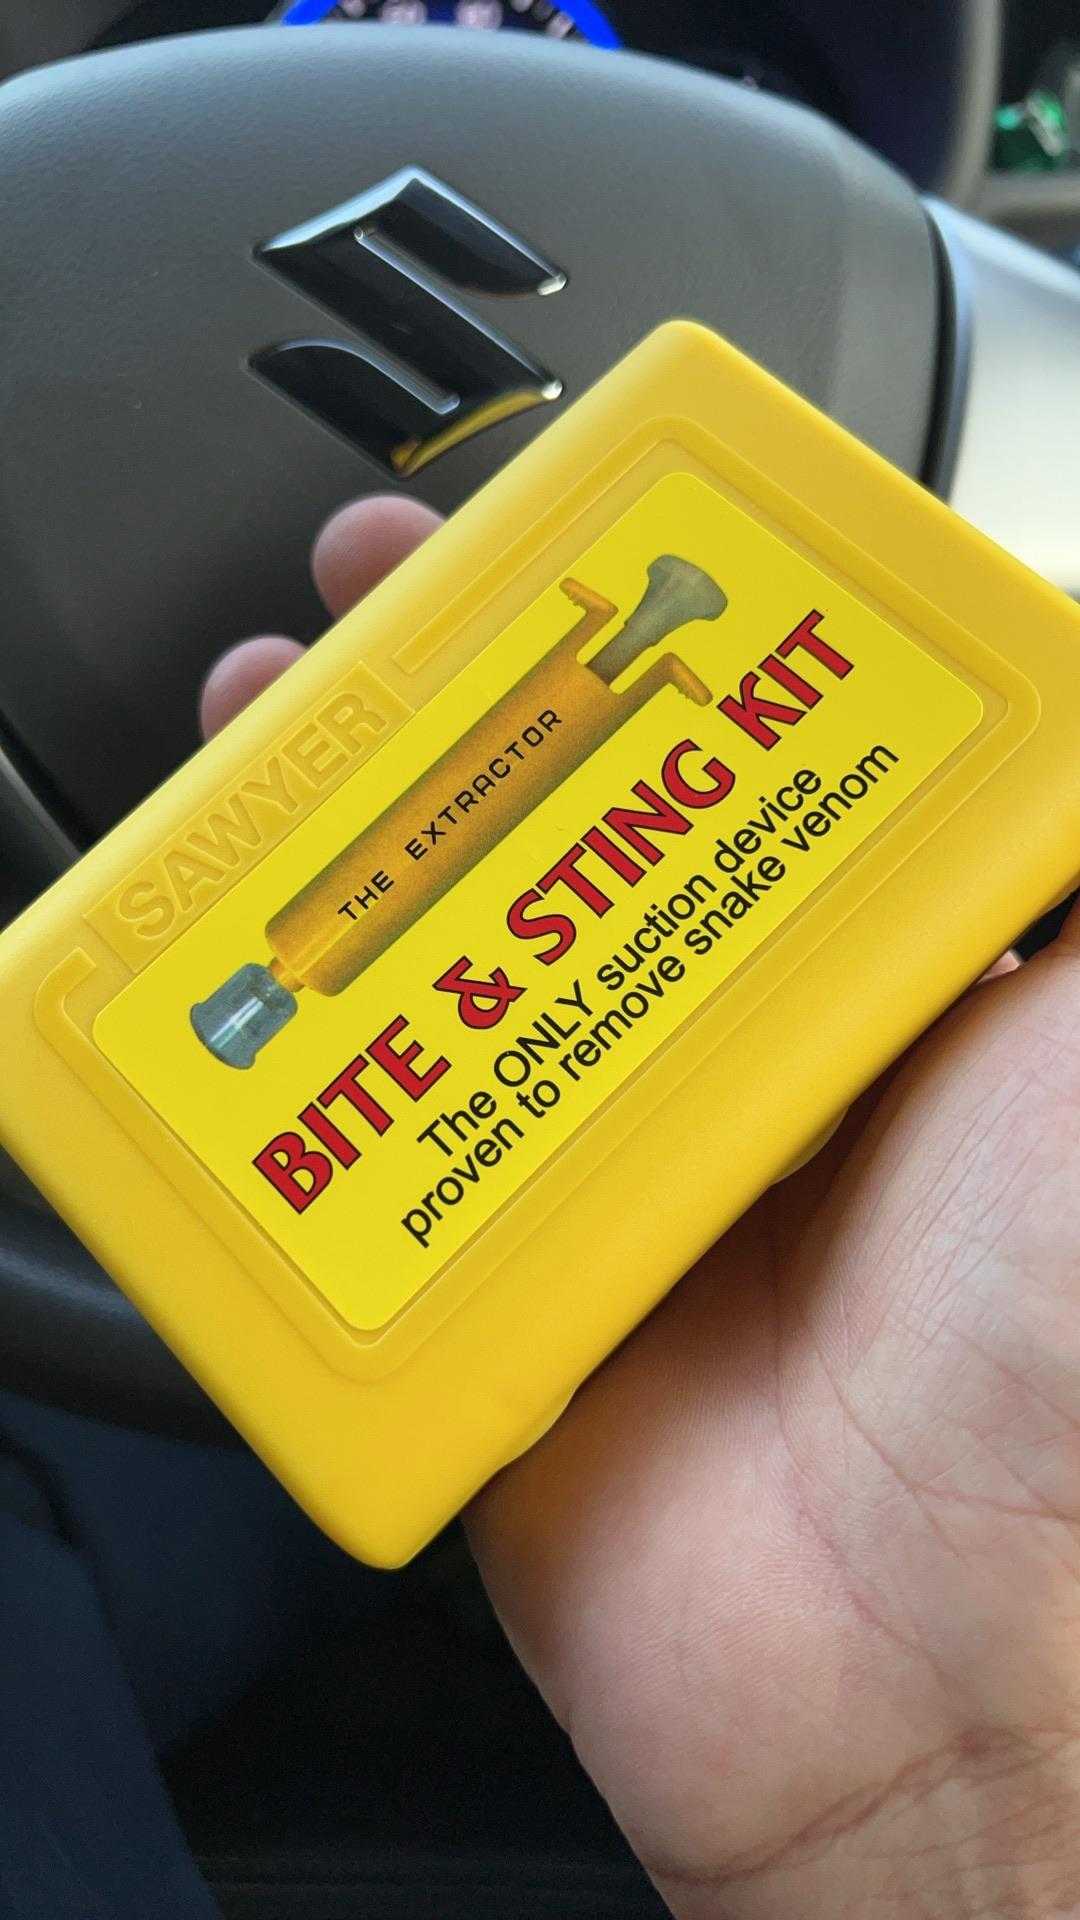 SAWYER
THE EXTRACTOR
BITE & STING KIT
The ONLY suction device
proven to remove snake venom